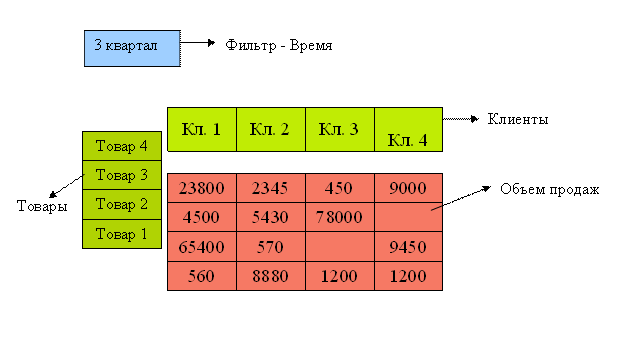 3 квартал
Фильтр - Время
Кл. 1 Кл. 2 Кл. 3 Кл. 4
Клиенты
Товар 4
Товар 3
Товар 2
Товар 1
Товары
23800 2345 450 9000
4500 5430 78000
65400 570 9450
560 8880 1200 1200
Объем продаж